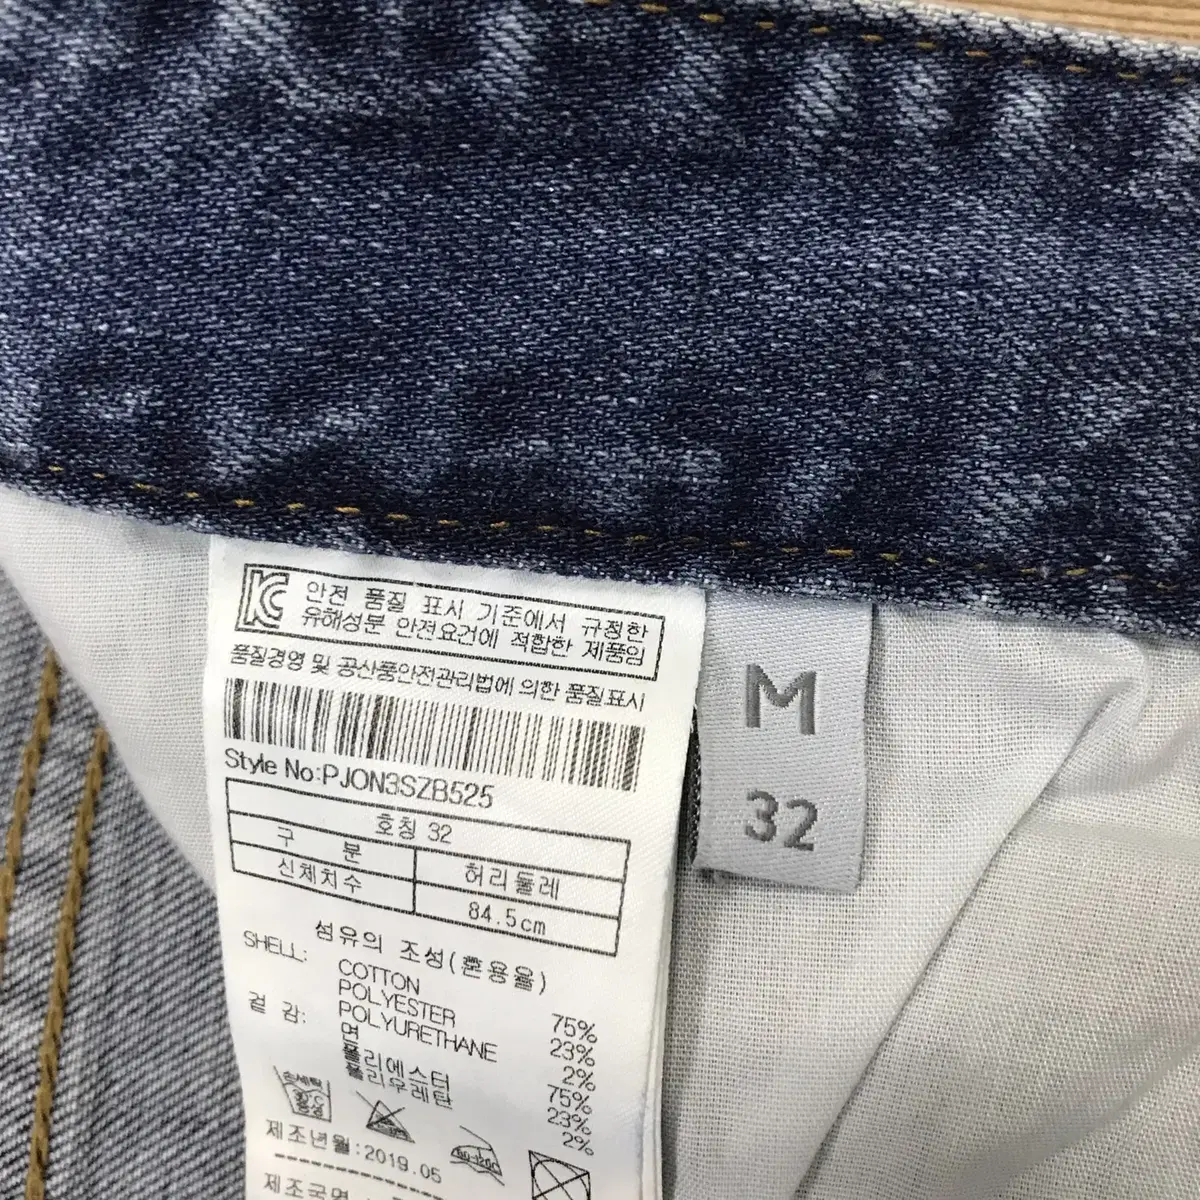 KC 안전 품질 표시 기준에서 규정한
유해성분 안전요건에 적합한 제품임
품질경영 및 공산품안전관리법에 의한 품질표시
Style No:PJON3SZB525
호칭 32
구 분
허리둘레
신체치수
84.5cm
섬유의 조성(혼용율)
SHELL:
COTTON 75%
POLYESTER 23%
POLYURETHANE 2%
겉 감:
면 75%
폴리에스터 23%
폴리우레탄 2%
제조년월:2019.05
제조국명
M
32